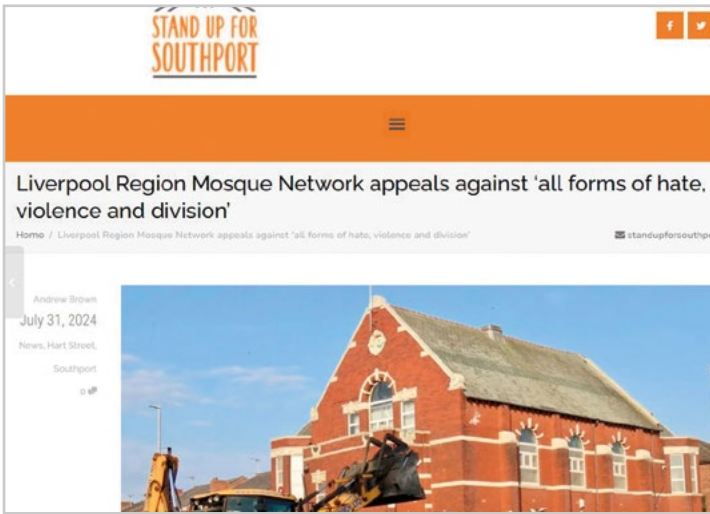 STAND UP FOR
SOUTHPORT
Liverpool Region Mosque Network appeals against ‘all forms of hate,
violence and division’
Home / Liverpool Region Mosque Network appeals against ‘all forms of hate, violence and division’
standupforsouthpo
Andrew Brown
July 31, 2024
News, Hart Street,
Southport
0